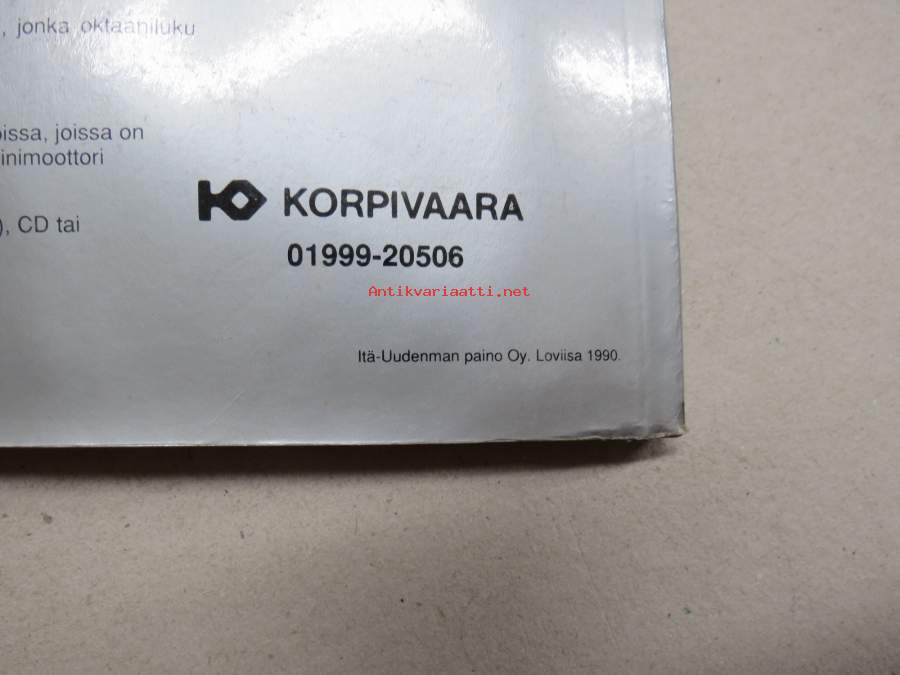 , jonka oktaaniluku
issa, joissa on
inimoottori
), CD tai
KORPIVAARA
01999-20506
Antikvariaatti.net
Itä-Uudenman paino Oy. Loviisa 1990.